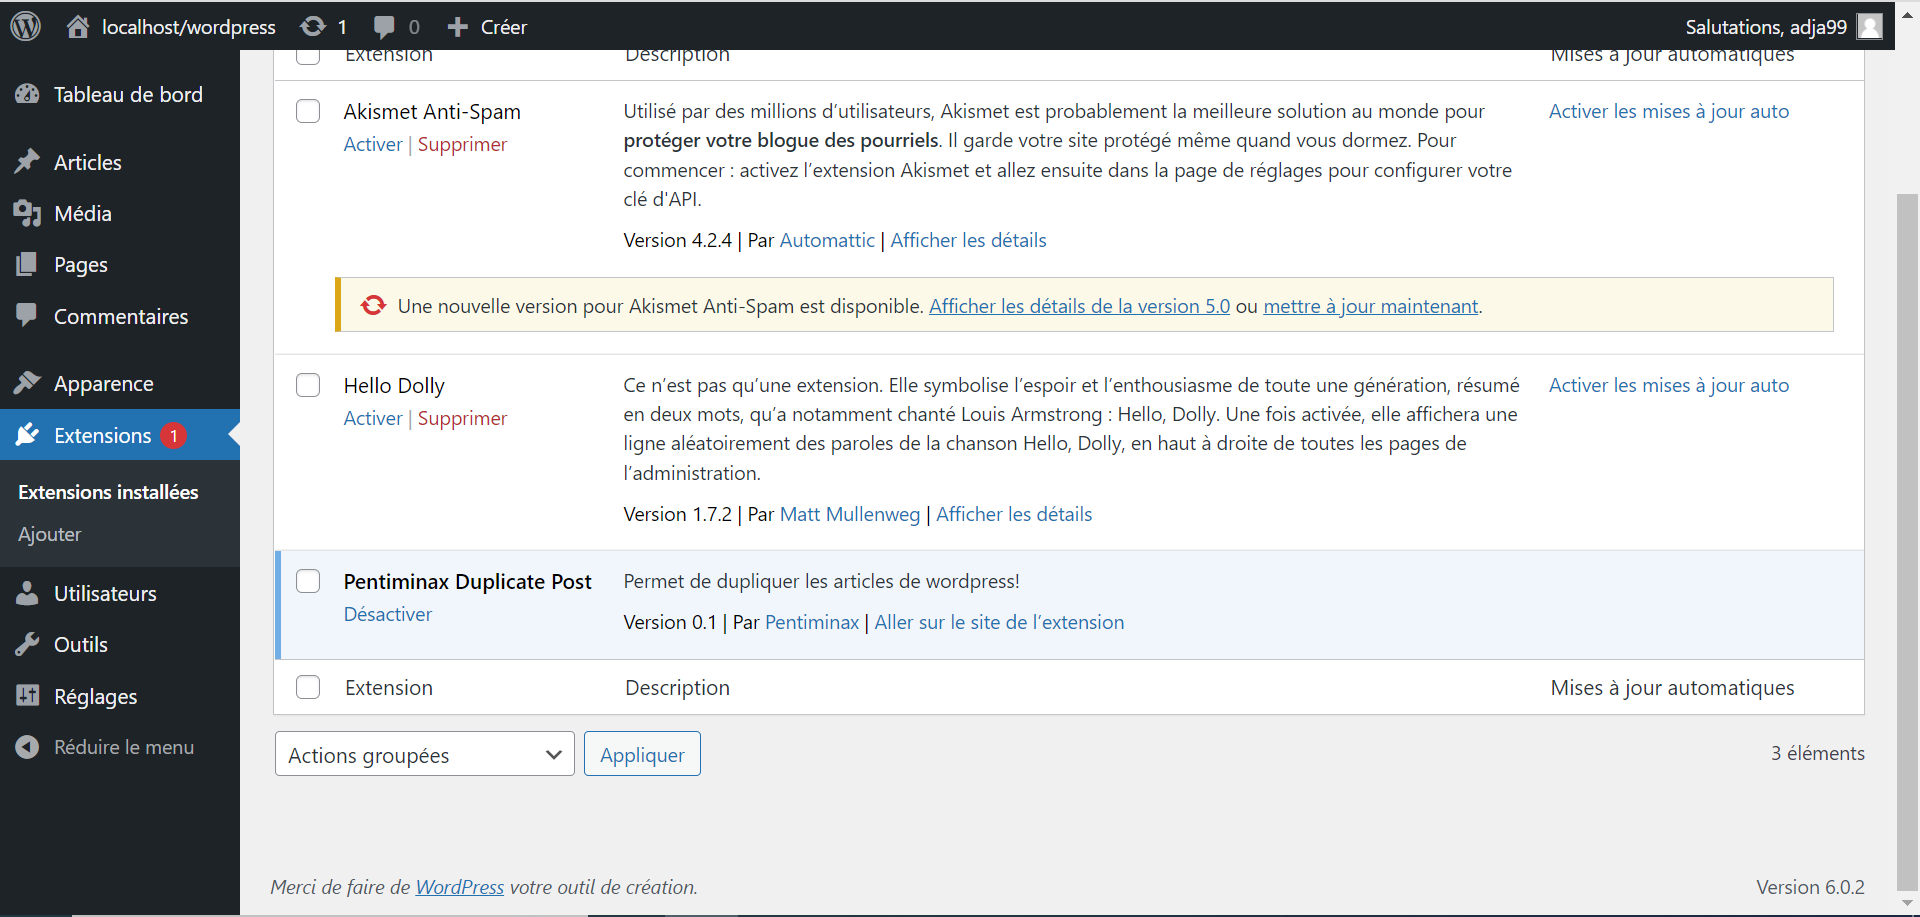 localhost/wordpress 1 0 Créer Salutations, adja99
Extension Description Mises à jour automatiques
Tableau de bord
Articles
Média
Pages
Commentaires
Apparence
Extensions 1
Extensions installées
Ajouter
Utilisateurs
Outils
Réglages
Réduire le menu
Akismet Anti-Spam
Activer | Supprimer
Utilisé par des millions d’utilisateurs, Akismet est probablement la meilleure solution au monde pour
protéger votre blogue des pourriels. Il garde votre site protégé même quand vous dormez. Pour
commencer : activez l’extension Akismet et allez ensuite dans la page de réglages pour configurer votre
clé d'API.
Version 4.2.4 | Par Automattic | Afficher les détails
Activer les mises à jour auto
Une nouvelle version pour Akismet Anti-Spam est disponible. Afficher les détails de la version 5.0 ou mettre à jour maintenant.
Hello Dolly
Activer | Supprimer
Ce n’est pas qu’une extension. Elle symbolise l’espoir et l’enthousiasme de toute une génération, résumé
en deux mots, qu’a notamment chanté Louis Armstrong : Hello, Dolly. Une fois activée, elle affichera une
ligne aléatoirement des paroles de la chanson Hello, Dolly, en haut à droite de toutes les pages de
l’administration.
Version 1.7.2 | Par Matt Mullenweg | Afficher les détails
Activer les mises à jour auto
Pentiminax Duplicate Post
Désactiver
Permet de dupliquer les articles de wordpress!
Version 0.1 | Par Pentiminax | Aller sur le site de l’extension
Extension Description Mises à jour automatiques
Actions groupées Appliquer 3 éléments
Merci de faire de WordPress votre outil de création. Version 6.0.2